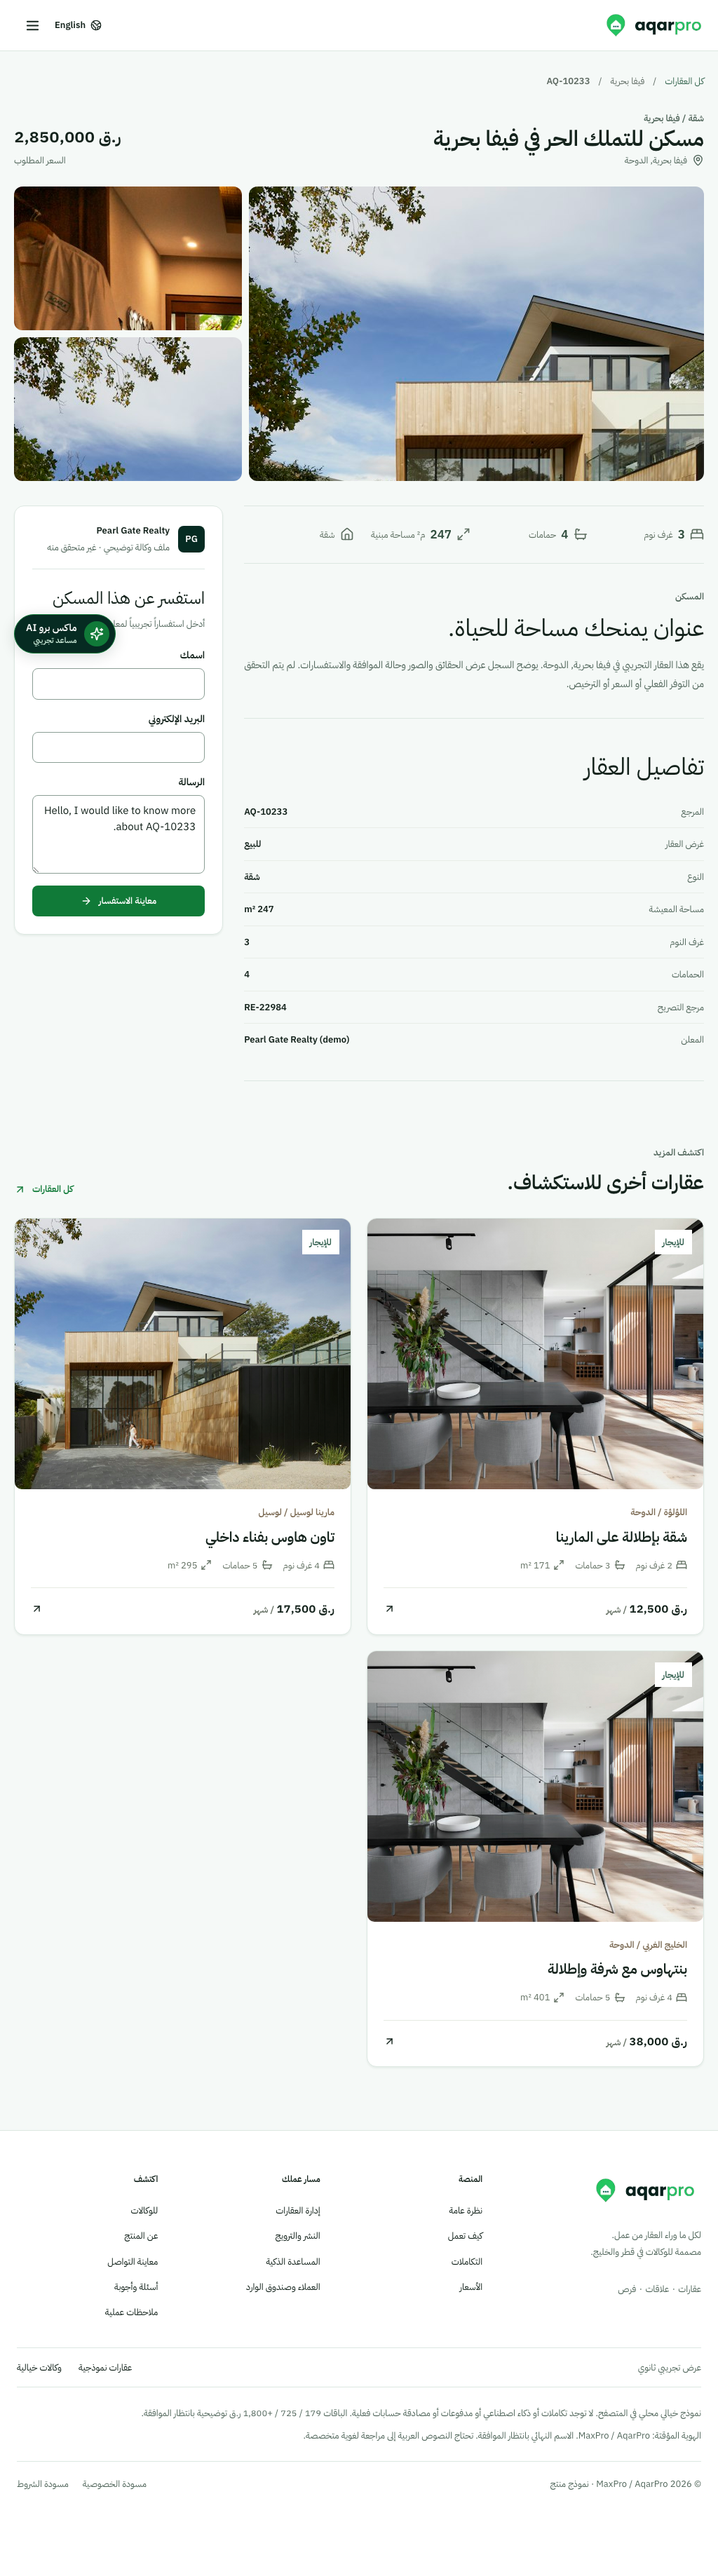 aqarpro
English
كل العقارات / فيفا بحرية / AQ-10233
شقة / فيفا بحرية
مسكن للتملك الحر في فيفا بحرية
فيفا بحرية, الدوحة
ر.ق 2,850,000
السعر المطلوب
3 غرف نوم
4 حمامات
247 م² مساحة مبنية
شقة
المسكن
عنوان يمنحك مساحة للحياة.
يقع هذا العقار التجريبي في فيفا بحرية, الدوحة. يوضح السجل عرض الحقائق والصور وحالة الموافقة والاستفسارات. لم يتم التحقق
من التوفر الفعلي أو السعر أو الترخيص.
تفاصيل العقار
المرجع AQ-10233
غرض العقار للبيع
النوع شقة
مساحة المعيشة 247 m²
غرف النوم 3
الحمامات 4
مرجع التصريح RE-22984
المعلن Pearl Gate Realty (demo)
PG
Pearl Gate Realty
ملف وكالة توضيحي · غير متحقق منه
استفسر عن هذا المسكن
أدخل استفساراً تجريبياً
ماكس برو AI
مساعد تجريبي
اسمك
البريد الإلكتروني
الرسالة
Hello, I would like to know more
about AQ-10233.
معاينة الاستفسار
اكتشف المزيد
عقارات أخرى للاستكشاف.
كل العقارات
للإيجار
اللؤلؤة / الدوحة
شقة بإطلالة على المارينا
2 غرف نوم 3 حمامات 171 m²
ر.ق 12,500 / شهر
للإيجار
مارينا لوسيل / لوسيل
تاون هاوس بفناء داخلي
4 غرف نوم 5 حمامات 295 m²
ر.ق 17,500 / شهر
للإيجار
الخليج الغربي / الدوحة
بنتهاوس مع شرفة وإطلالة
4 غرف نوم 5 حمامات 401 m²
ر.ق 38,000 / شهر
aqarpro
لكل ما وراء العقار من عمل.
مصممة للوكالات في قطر والخليج.
عقارات · علاقات · فرص
المنصة
نظرة عامة
كيف تعمل
التكاملات
الأسعار
مسار عملك
إدارة العقارات
النشر والترويج
المساعدة الذكية
العملاء وصندوق الوارد
اكتشف
للوكالات
عن المنتج
معاينة التواصل
أسئلة وأجوبة
ملاحظات عملية
عرض تجريبي ثانوي
عقارات نموذجية
وكالات خيالية
نموذج خيالي محلي في المتصفح. لا توجد تكاملات أو ذكاء اصطناعي أو مدفوعات أو مصادقة حسابات فعلية. الباقات 179 / 725 / +1,800 ر.ق توضيحية بانتظار الموافقة.
الهوية المؤقتة: MaxPro / AqarPro. الاسم النهائي بانتظار الموافقة. تحتاج النصوص العربية إلى مراجعة لغوية متخصصة.
© 2026 MaxPro / AqarPro · نموذج منتج
مسودة الخصوصية
مسودة الشروط